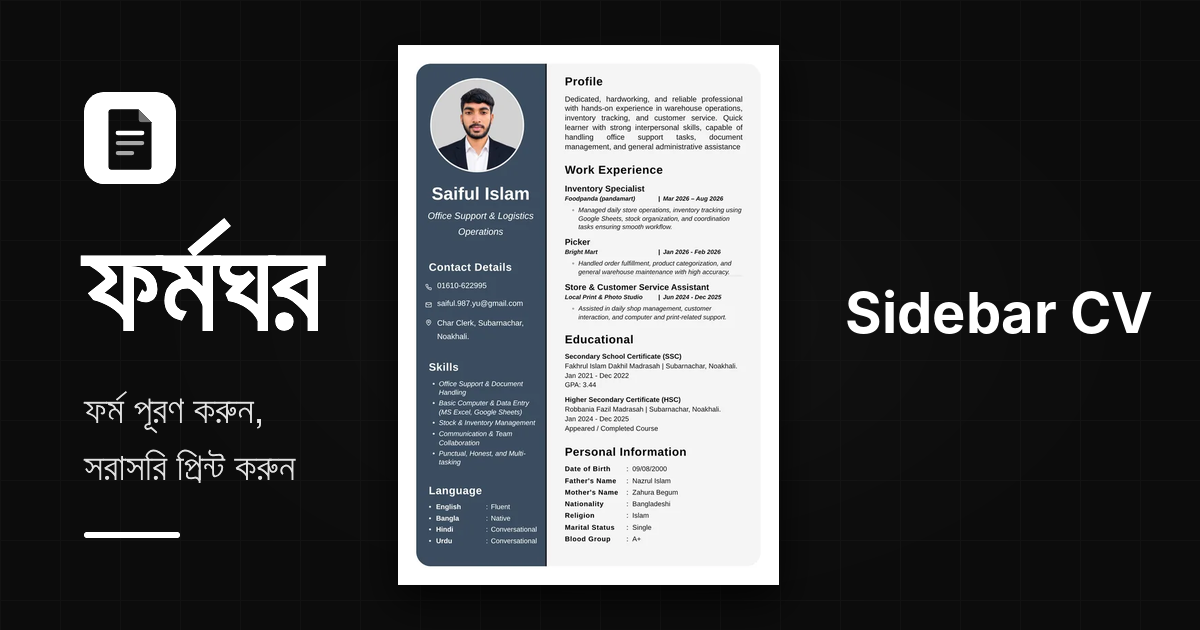 ফর্মঘর
ফর্ম পূরণ করুন,
সরাসরি প্রিন্ট করুন
Saiful Islam
Office Support & Logistics
Operations
Contact Details
01610-622995
saiful.987.yu@gmail.com
Char Clerk, Subarnachar,
Noakhali.
Skills
• Office Support & Document
Handling
• Basic Computer & Data Entry
(MS Excel, Google Sheets)
• Stock & Inventory Management
• Communication & Team
Collaboration
• Punctual, Honest, and Multi-
tasking
Language
• English : Fluent
• Bangla : Native
• Hindi : Conversational
• Urdu : Conversational
Profile
Dedicated, hardworking, and reliable professional
with hands-on experience in warehouse operations,
inventory tracking, and customer service. Quick
learner with strong interpersonal skills, capable of
handling office support tasks, document
management, and general administrative assistance
Work Experience
Inventory Specialist
Foodpanda (pandamart) | Mar 2026 – Aug 2026
◦ Managed daily store operations, inventory tracking using
Google Sheets, stock organization, and coordination
tasks ensuring smooth workflow.
Picker
Bright Mart | Jan 2026 - Feb 2026
◦ Handled order fulfillment, product categorization, and
general warehouse maintenance with high accuracy.
Store & Customer Service Assistant
Local Print & Photo Studio | Jun 2024 - Dec 2025
◦ Assisted in daily shop management, customer
interaction, and computer and print-related support.
Educational
Secondary School Certificate (SSC)
Fakhrul Islam Dakhil Madrasah | Subarnachar, Noakhali.
Jan 2021 - Dec 2022
GPA: 3.44
Higher Secondary Certificate (HSC)
Robbania Fazil Madrasah | Subarnachar, Noakhali.
Jan 2024 - Dec 2025
Appeared / Completed Course
Personal Information
Date of Birth : 09/08/2000
Father's Name : Nazrul Islam
Mother's Name : Zahura Begum
Nationality : Bangladeshi
Religion : Islam
Marital Status : Single
Blood Group : A+
Sidebar CV